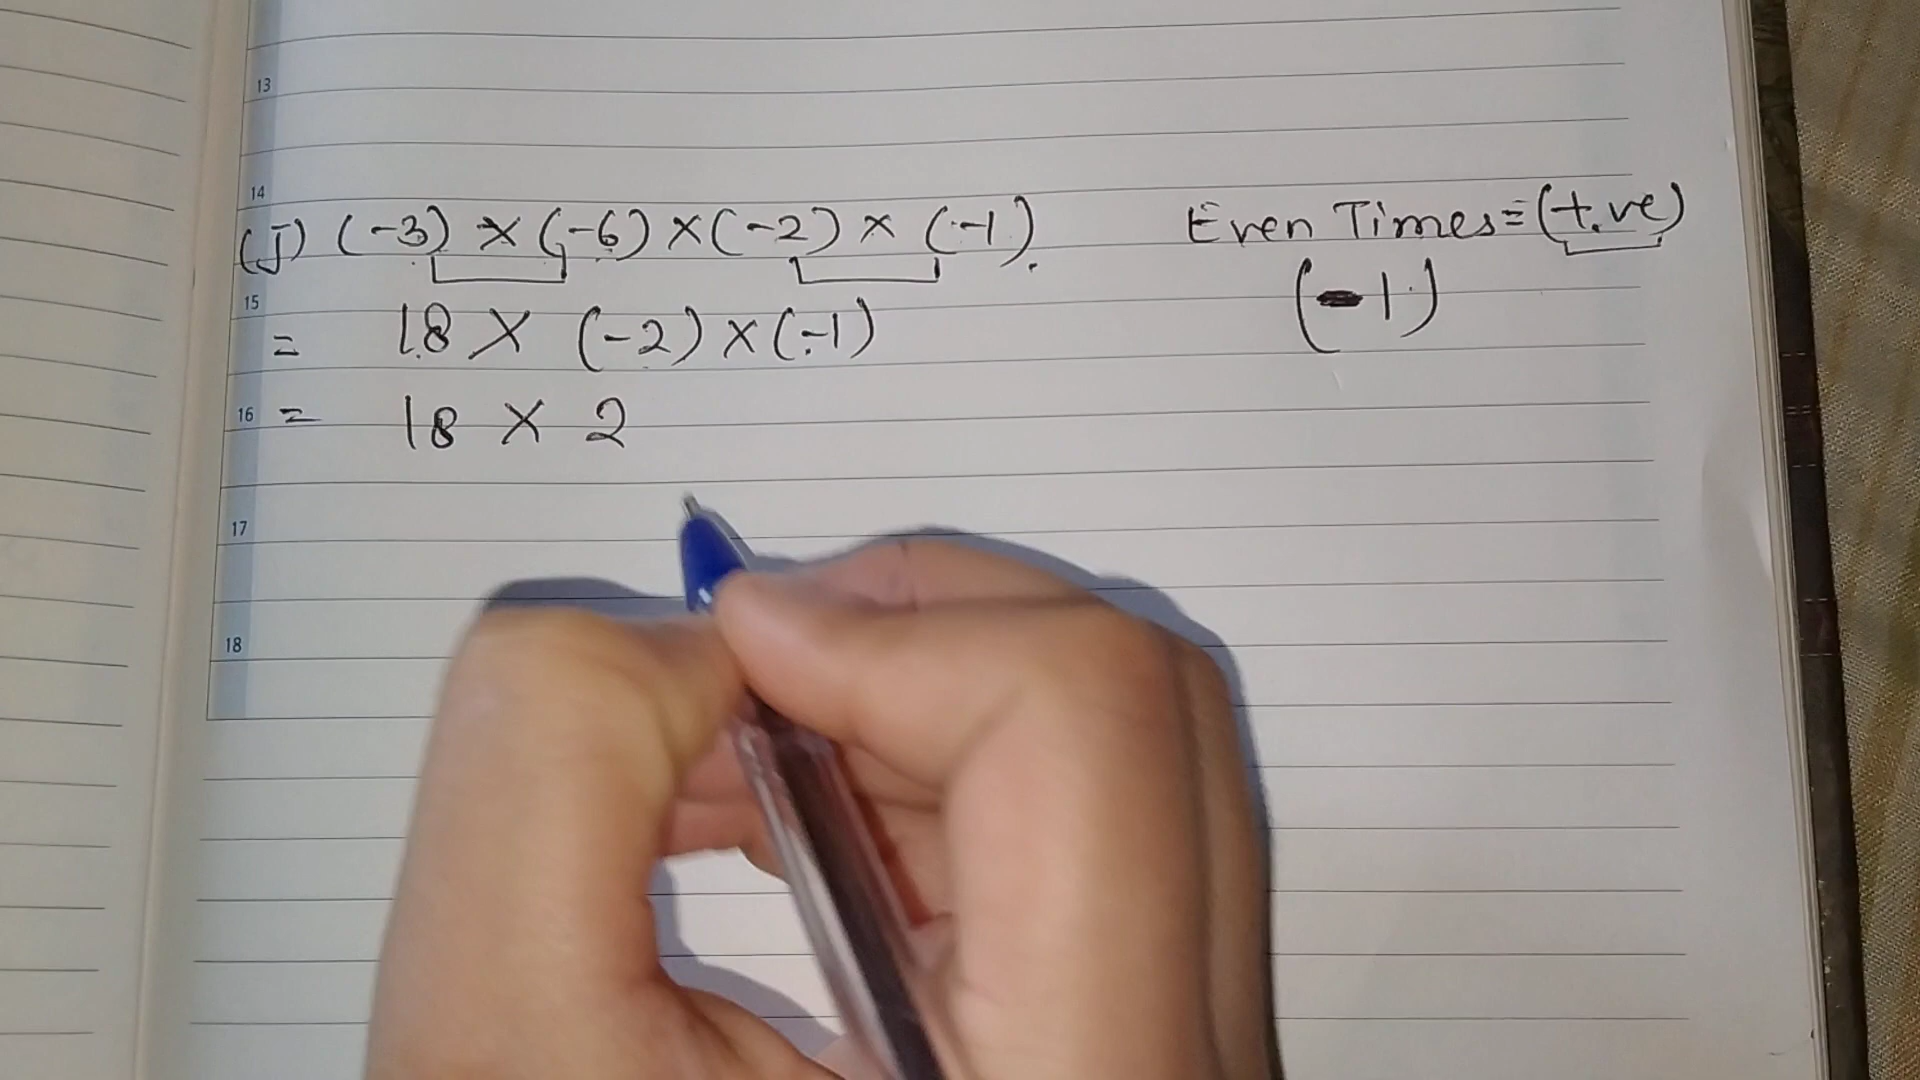 13
14
(J) (-3) × (-6) × (-2) × (-1)
Even Times = (+.ve)
(-1)
15
= 18 × (-2) × (-1)
16
= 18 × 2
17
18